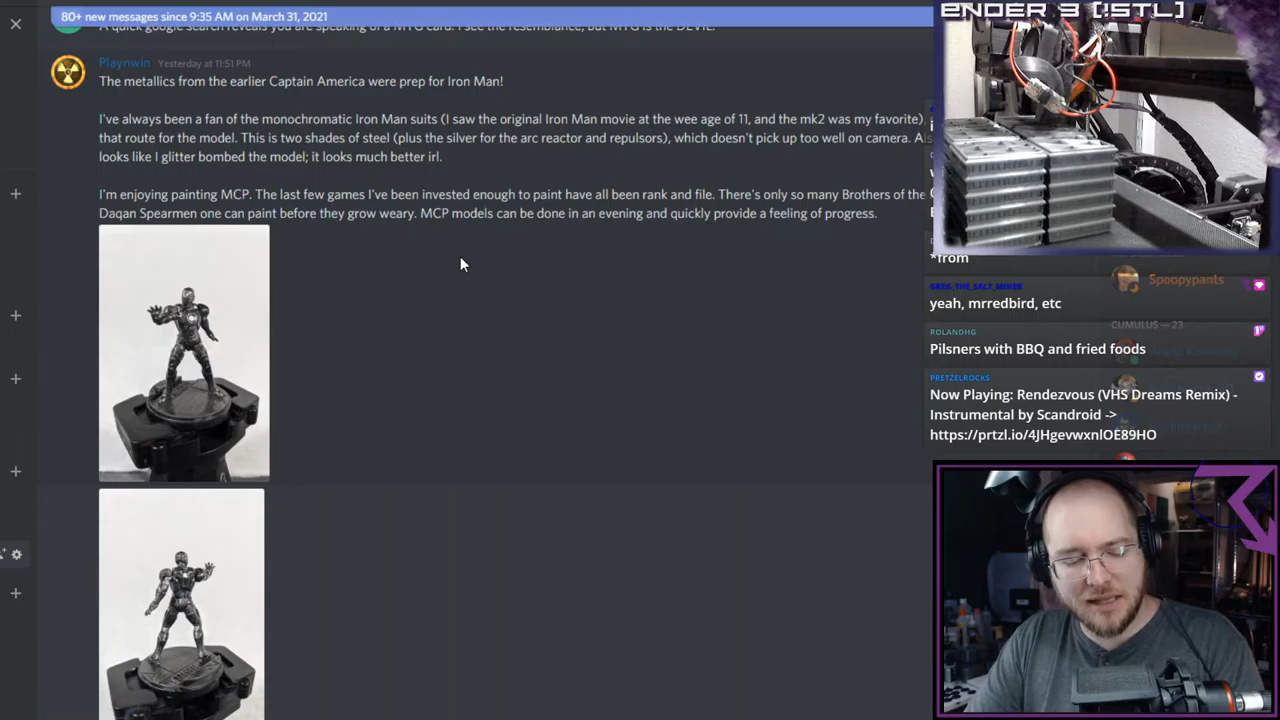 80+ new messages since 9:35 AM on March 31, 2021
A quick google search reveals you are speaking of a MTG card. I see the resemblance, but MTG is the DEVIL.
Playnwin Yesterday at 11:51 PM
The metallics from the earlier Captain America were prep for Iron Man!
I've always been a fan of the monochromatic Iron Man suits (I saw the original Iron Man movie at the wee age of 11, and the mk2 was my favorite),
that route for the model. This is two shades of steel (plus the silver for the arc reactor and repulsors), which doesn't pick up too well on camera.
looks like I glitter bombed the model; it looks much better irl.
I'm enjoying painting MCP. The last few games I've been invested enough to paint have all been rank and file. There's only so many Brothers of the
Daqan Spearmen one can paint before they grow weary. MCP models can be done in an evening and quickly provide a feeling of progress.
ENDER 3 [!STL]
*from
Spoopypants
GREG_THE_SALT_MINER
yeah, mrredbird, etc
CUMULUS — 23
ROLANDHG
Pilsners with BBQ and fried foods
PRETZELROCKS
Now Playing: Rendezvous (VHS Dreams Remix) -
Instrumental by Scandroid ->
https://prtzl.io/4JHgevwxnlOE89HO